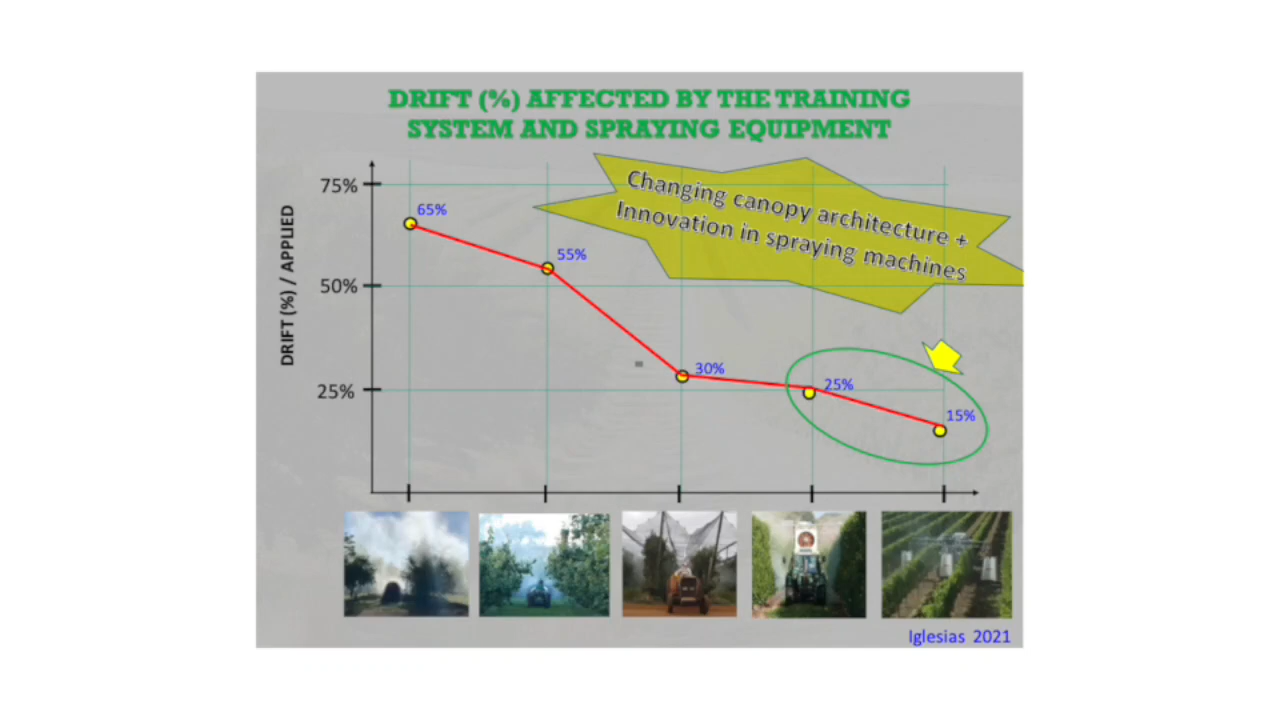 DRIFT (%) AFFECTED BY THE TRAINING
SYSTEM AND SPRAYING EQUIPMENT
Changing canopy architecture +
Innovation in spraying machines
DRIFT (%) / APPLIED
75%
50%
25%
65%
55%
30%
25%
15%
Iglesias 2021